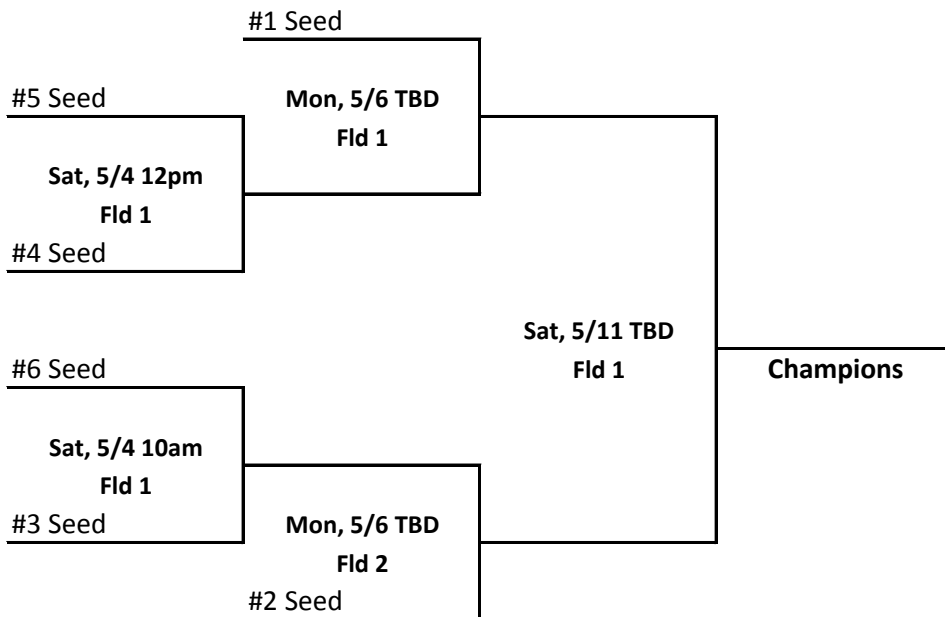 #1 Seed
#5 Seed
Mon, 5/6 TBD
Fld 1
Sat, 5/4 12pm
Fld 1
#4 Seed
Sat, 5/11 TBD
Fld 1
Champions
#6 Seed
Sat, 5/4 10am
Fld 1
#3 Seed
Mon, 5/6 TBD
Fld 2
#2 Seed